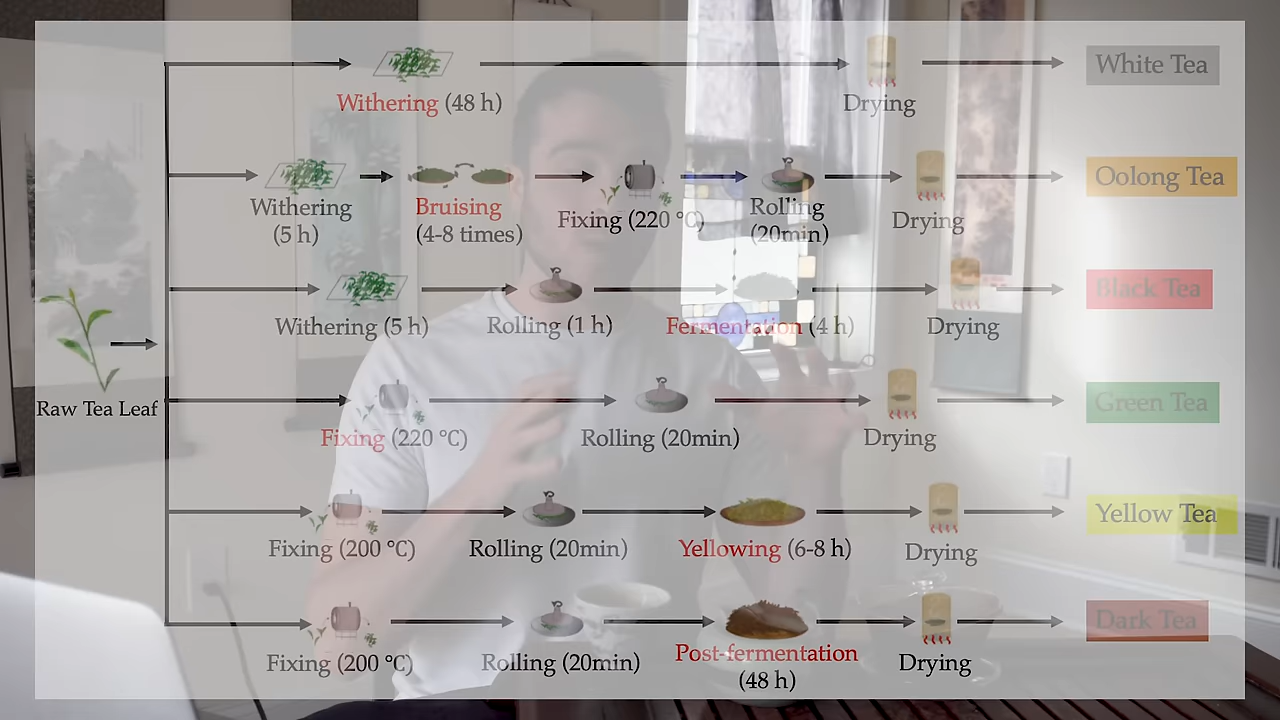 White Tea
Withering (48 h)
Drying
Oolong Tea
Withering
(5 h)
Bruising
(4-8 times)
Fixing (220 °C)
Rolling
(20min)
Drying
Black Tea
Withering (5 h)
Rolling (1 h)
Fermentation (4 h)
Drying
Raw Tea Leaf
Green Tea
Fixing (220 °C)
Rolling (20min)
Drying
Yellow Tea
Fixing (200 °C)
Rolling (20min)
Yellowing (6-8 h)
Drying
Dark Tea
Fixing (200 °C)
Rolling (20min)
Post-fermentation
(48 h)
Drying